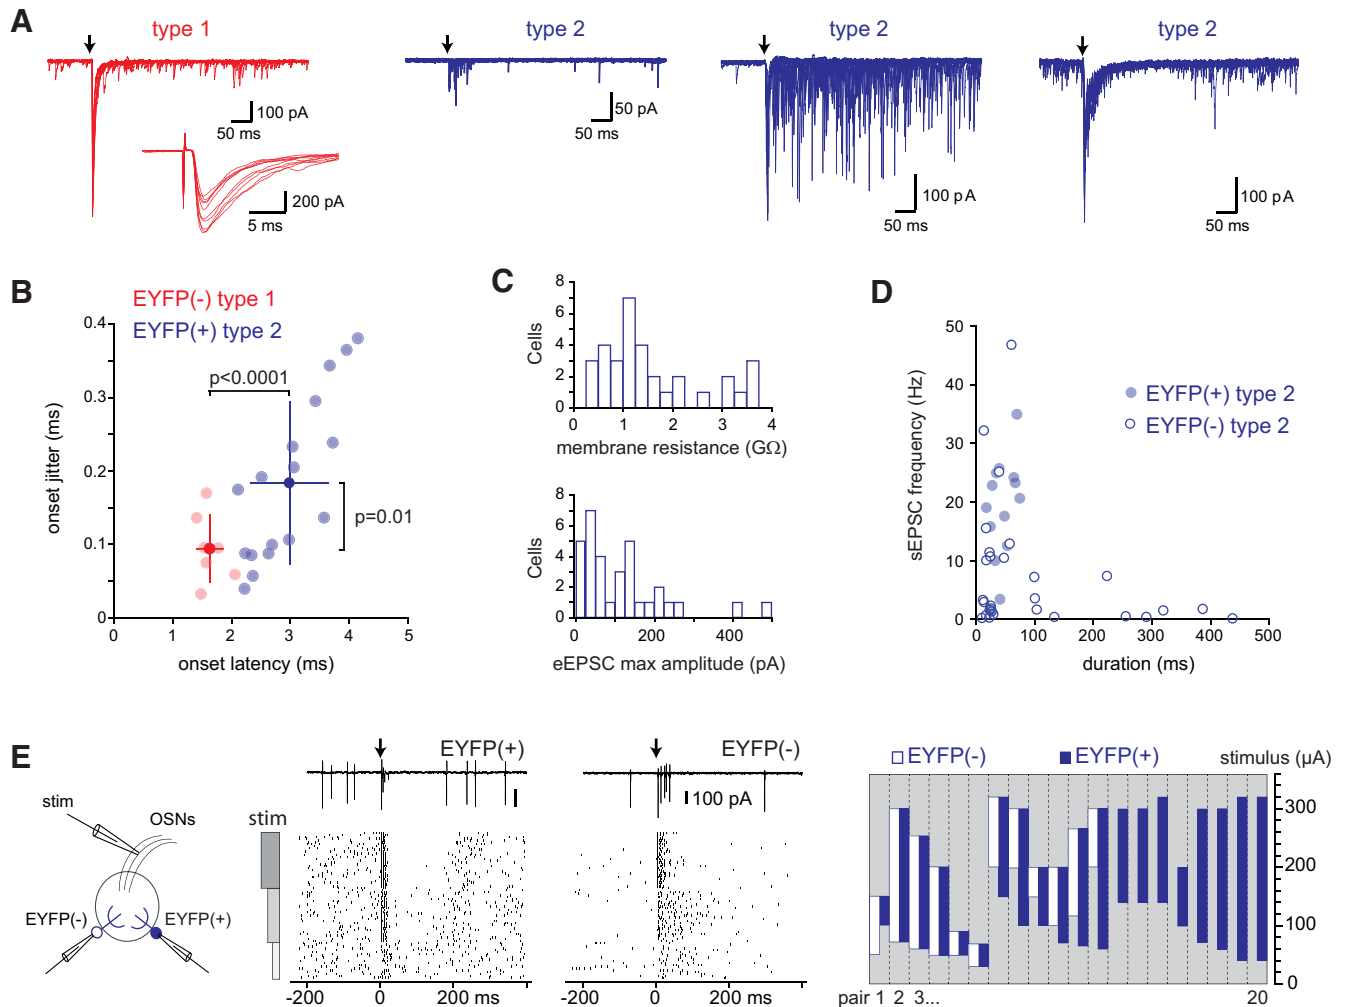 A
type 1
type 2
type 2
type 2
100 pA
50 ms
200 pA
5 ms
50 pA
50 ms
100 pA
50 ms
100 pA
50 ms
B
EYFP(-) type 1
EYFP(+) type 2
p<0.0001
p=0.01
onset jitter (ms)
0.4
0.3
0.2
0.1
0
0 1 2 3 4 5
onset latency (ms)
C
Cells
8
6
4
2
0
0 1 2 3 4
membrane resistance (GΩ)
Cells
8
6
4
2
0
0 200 400
eEPSC max amplitude (pA)
D
sEPSC frequency (Hz)
50
40
30
20
10
0
EYFP(+) type 2
EYFP(-) type 2
0 100 200 300 400 500
duration (ms)
E
stim
OSNs
EYFP(-)
EYFP(+)
stim
EYFP(+)
-200 0 200 ms
EYFP(-)
100 pA
-200 0 200 ms
EYFP(-)
EYFP(+)
stimulus (µA)
300
200
100
0
pair 1 2 3... 20